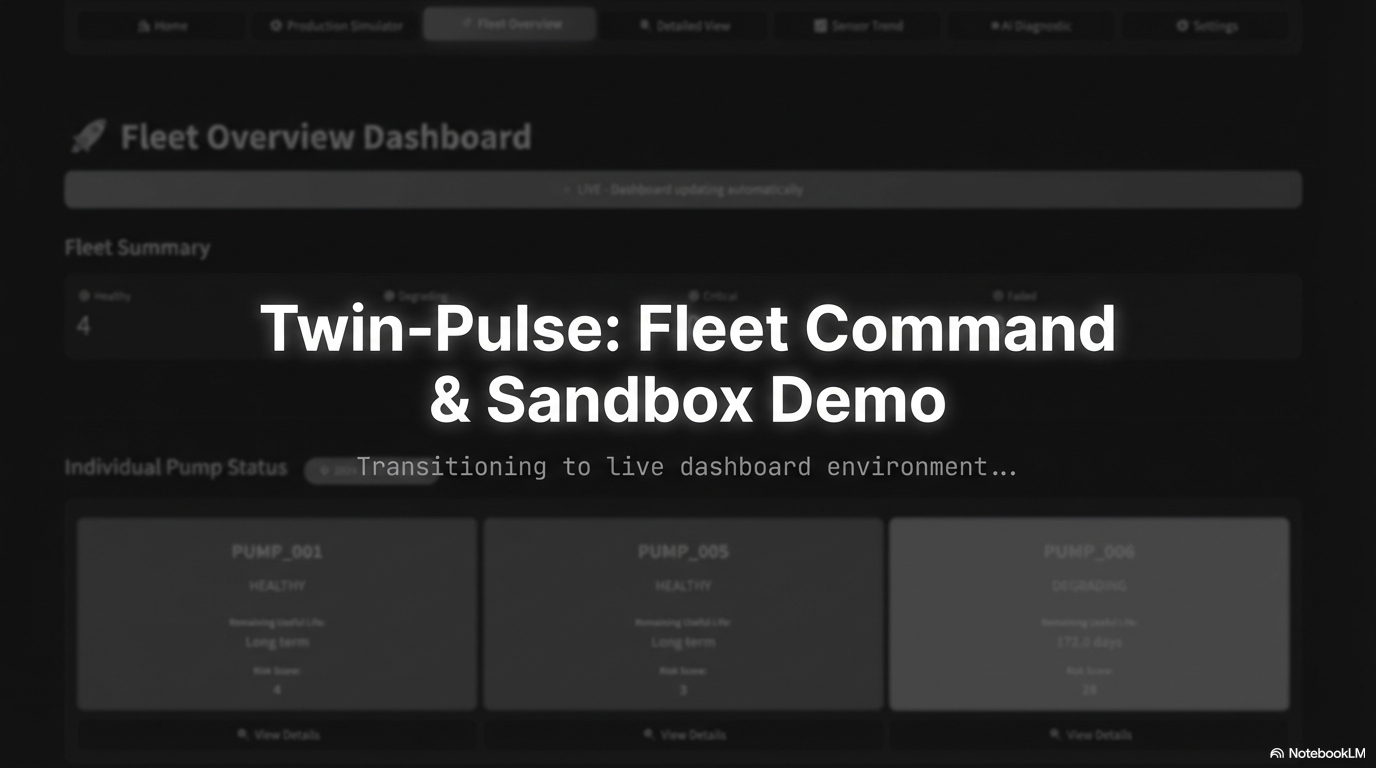 Home
Production Simulator
Fleet Overview
Detailed View
Sensor Trend
AI Diagnostic
Settings
Fleet Overview Dashboard
LIVE - Dashboard updating automatically
Fleet Summary
Healthy
Degrading
Critical
Failed
4
Twin-Pulse: Fleet Command
& Sandbox Demo
Transitioning to live dashboard environment...
Individual Pump Status
PUMP_001
HEALTHY
Remaining Useful Life:
Long term
Risk Score:
4
View Details
PUMP_005
HEALTHY
Remaining Useful Life:
Long term
Risk Score:
3
View Details
PUMP_006
DEGRADING
Remaining Useful Life:
days
Risk Score:
View Details
NotebookLM